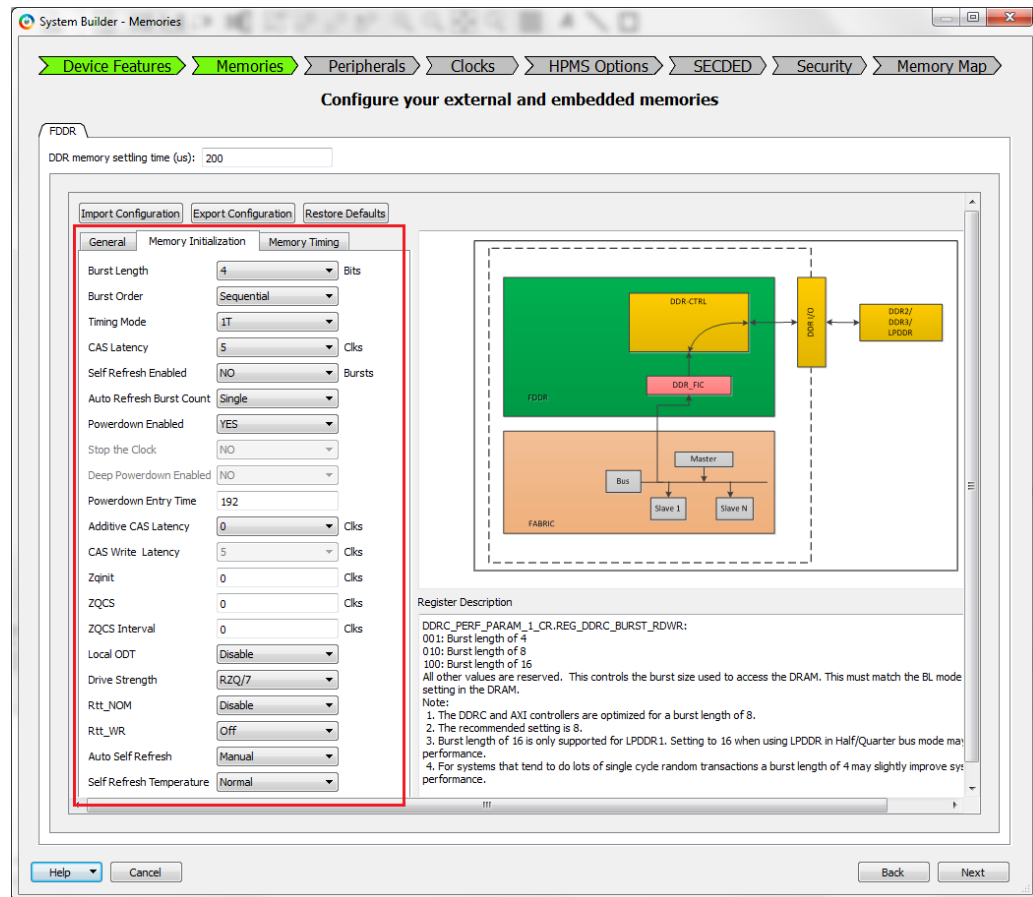 System Builder - Memories
Device Features Memories Peripherals Clocks HPMS Options SECDED Security Memory Map
Configure your external and embedded memories
FDDR
DDR memory settling time (us): 200
Import Configuration Export Configuration Restore Defaults
General Memory Initialization Memory Timing
Burst Length 4 Bits
Burst Order Sequential
Timing Mode 1T
CAS Latency 5 Clks
Self Refresh Enabled NO Bursts
Auto Refresh Burst Count Single
Powerdown Enabled YES
Stop the Clock NO
Deep Powerdown Enabled NO
Powerdown Entry Time 192
Additive CAS Latency 0 Clks
CAS Write Latency 5 Clks
Zqinit 0 Clks
ZQCS 0 Clks
ZQCS Interval 0 Clks
Local ODT Disable
Drive Strength RZQ/7
Rtt_NOM Disable
Rtt_WR Off
Auto Self Refresh Manual
Self Refresh Temperature Normal
DDR-CTRL
DDR I/O
DDR2/
DDR3/
LPDDR
DDR_FIC
FDDR
Master
Bus
Slave 1 Slave N
FABRIC
Register Description
DDRC_PERF_PARAM_1_CR.REG_DDRC_BURST_RDWR:
001: Burst length of 4
010: Burst length of 8
100: Burst length of 16
All other values are reserved. This controls the burst size used to access the DRAM. This must match the BL mode
setting in the DRAM.
Note:
1. The DDRC and AXI controllers are optimized for a burst length of 8.
2. The recommended setting is 8.
3. Burst length of 16 is only supported for LPDDR1. Setting to 16 when using LPDDR in Half/Quarter bus mode may
performance.
4. For systems that tend to do lots of single cycle random transactions a burst length of 4 may slightly improve sys
performance.
Help Cancel Back Next